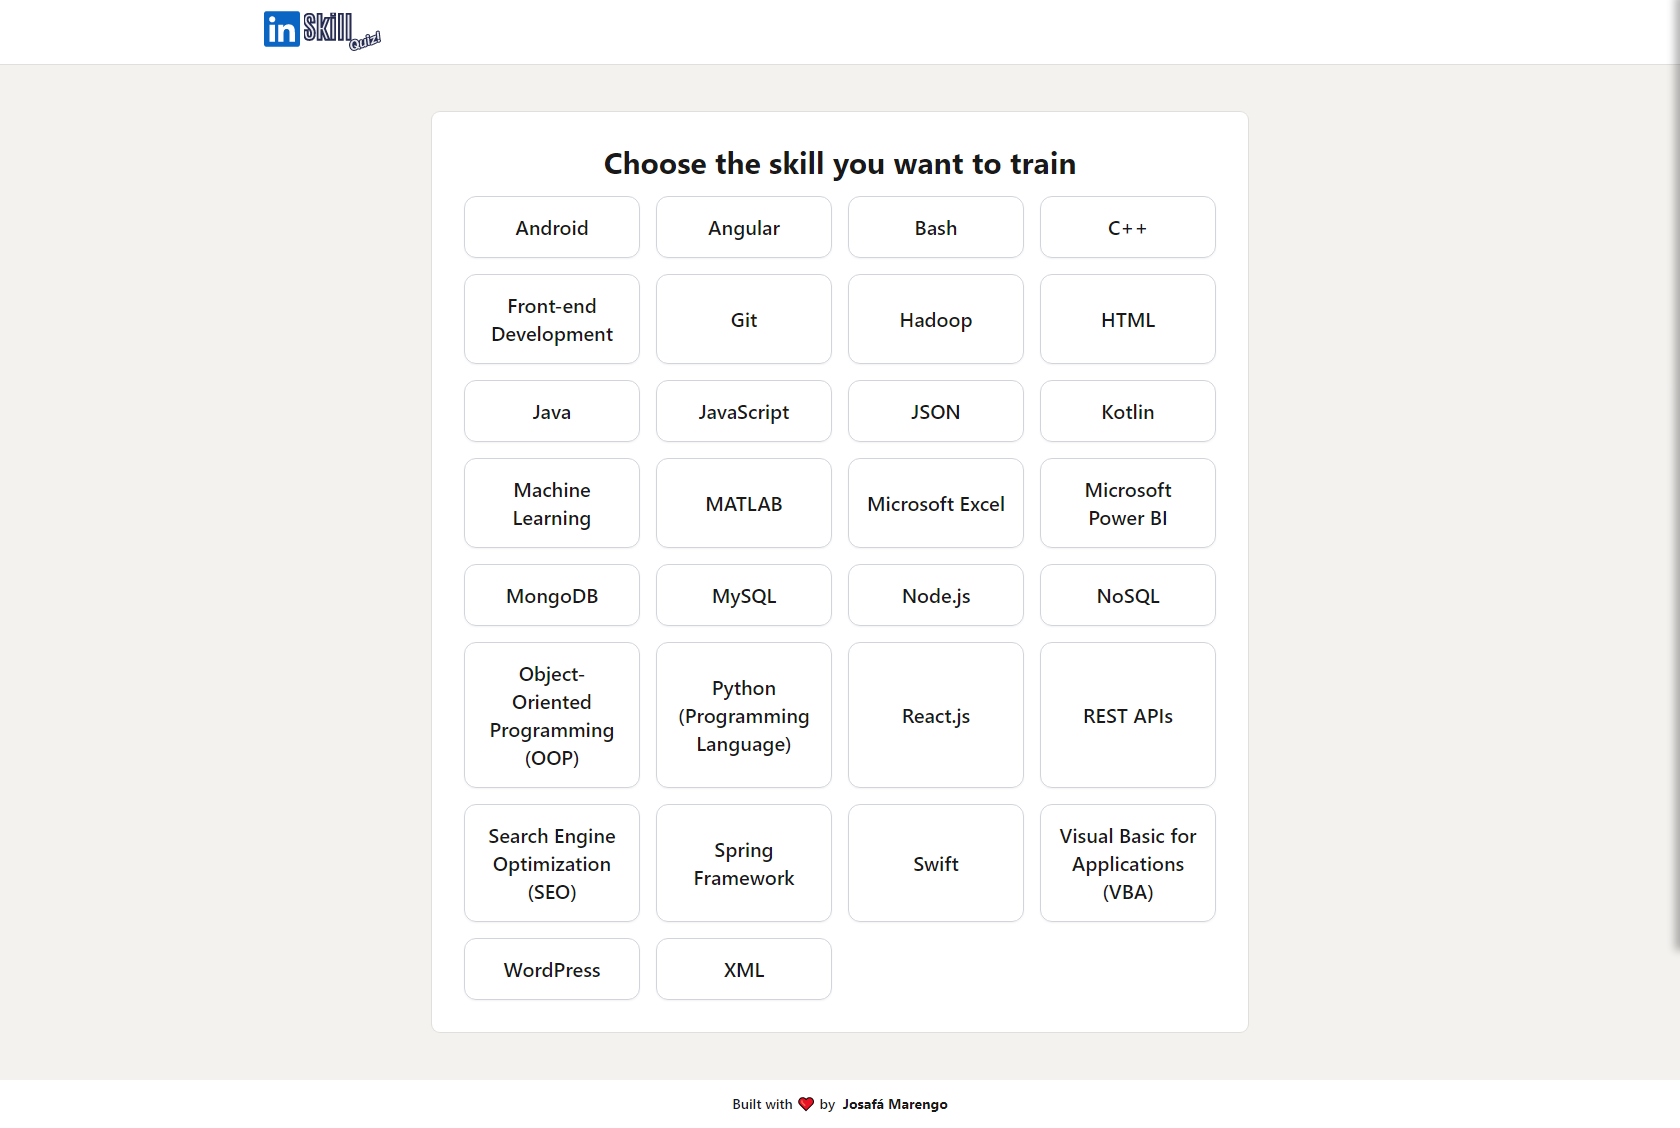 in Skill Quiz!
Choose the skill you want to train
Android
Angular
Bash
C++
Front-end
Development
Git
Hadoop
HTML
Java
JavaScript
JSON
Kotlin
Machine
Learning
MATLAB
Microsoft Excel
Microsoft
Power BI
MongoDB
MySQL
Node.js
NoSQL
Object-
Oriented
Programming
(OOP)
Python
(Programming
Language)
React.js
REST APIs
Search Engine
Optimization
(SEO)
Spring
Framework
Swift
Visual Basic for
Applications
(VBA)
WordPress
XML
Built with ❤️ by Josafá Marengo